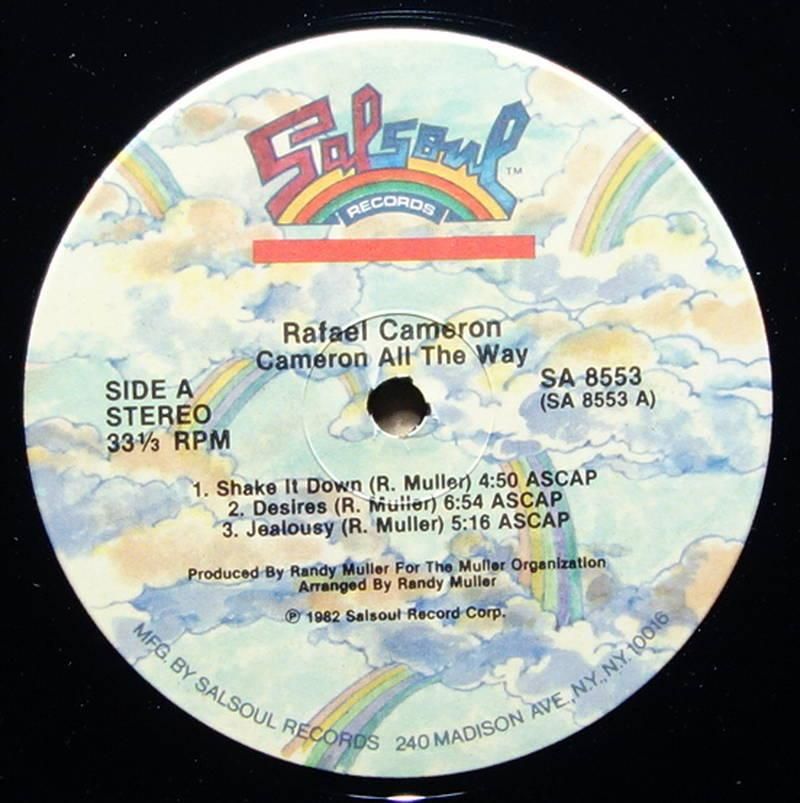 Salsoul TM
RECORDS
Rafael Cameron
Cameron All The Way
SIDE A
STEREO
33⅓ RPM
SA 8553
(SA 8553 A)
1. Shake It Down (R. Muller) 4:50 ASCAP
2. Desires (R. Muller) 6:54 ASCAP
3. Jealousy (R. Muller) 5:16 ASCAP
Produced By Randy Muller For The Muller Organization
Arranged By Randy Muller
℗ 1982 Salsoul Record Corp.
MFG. BY SALSOUL RECORDS 240 MADISON AVE., N.Y., N.Y. 10016